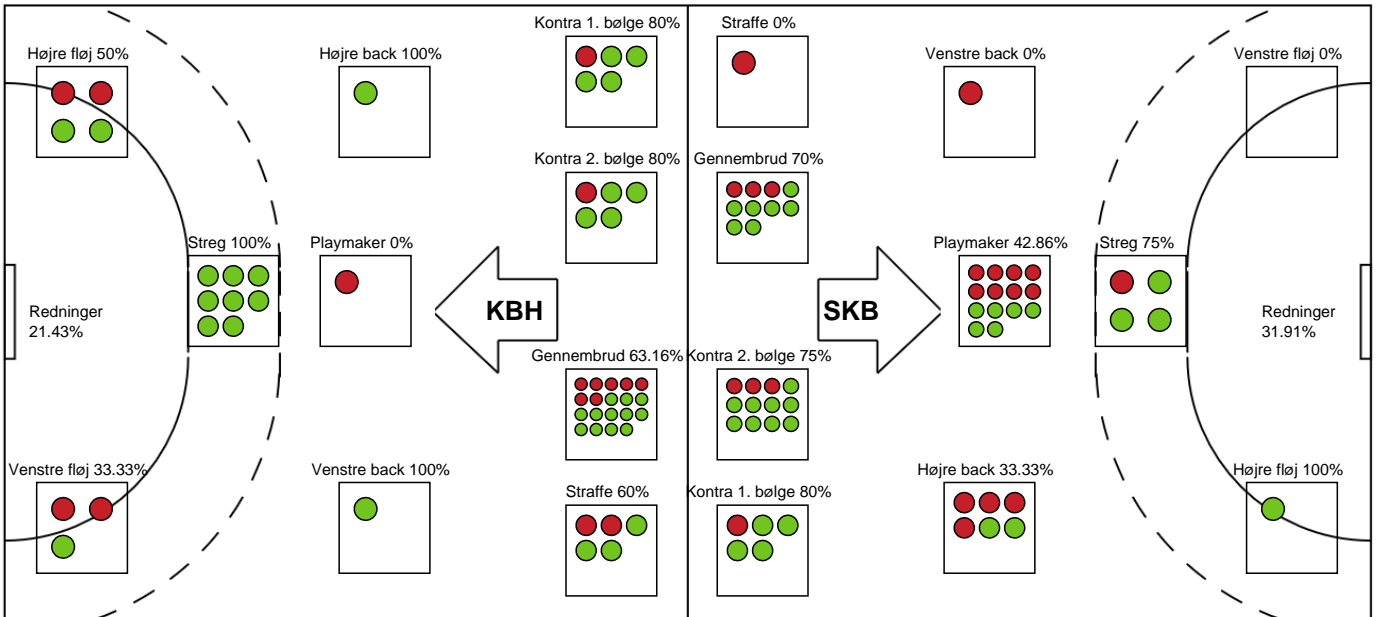 Kontra 1. bølge 80%
Straffe 0%
Højre fløj 50%
Højre back 100%
Venstre back 0%
Venstre fløj 0%
Kontra 2. bølge 80%
Gennembrud 70%
Streg 100%
Playmaker 0%
Playmaker 42.86%
Streg 75%
Redninger
21.43%
KBH
SKB
Redninger
31.91%
Gennembrud 63.16%
Kontra 2. bølge 75%
Venstre fløj 33.33%
Venstre back 100%
Straffe 60%
Kontra 1. bølge 80%
Højre back 33.33%
Højre fløj 100%